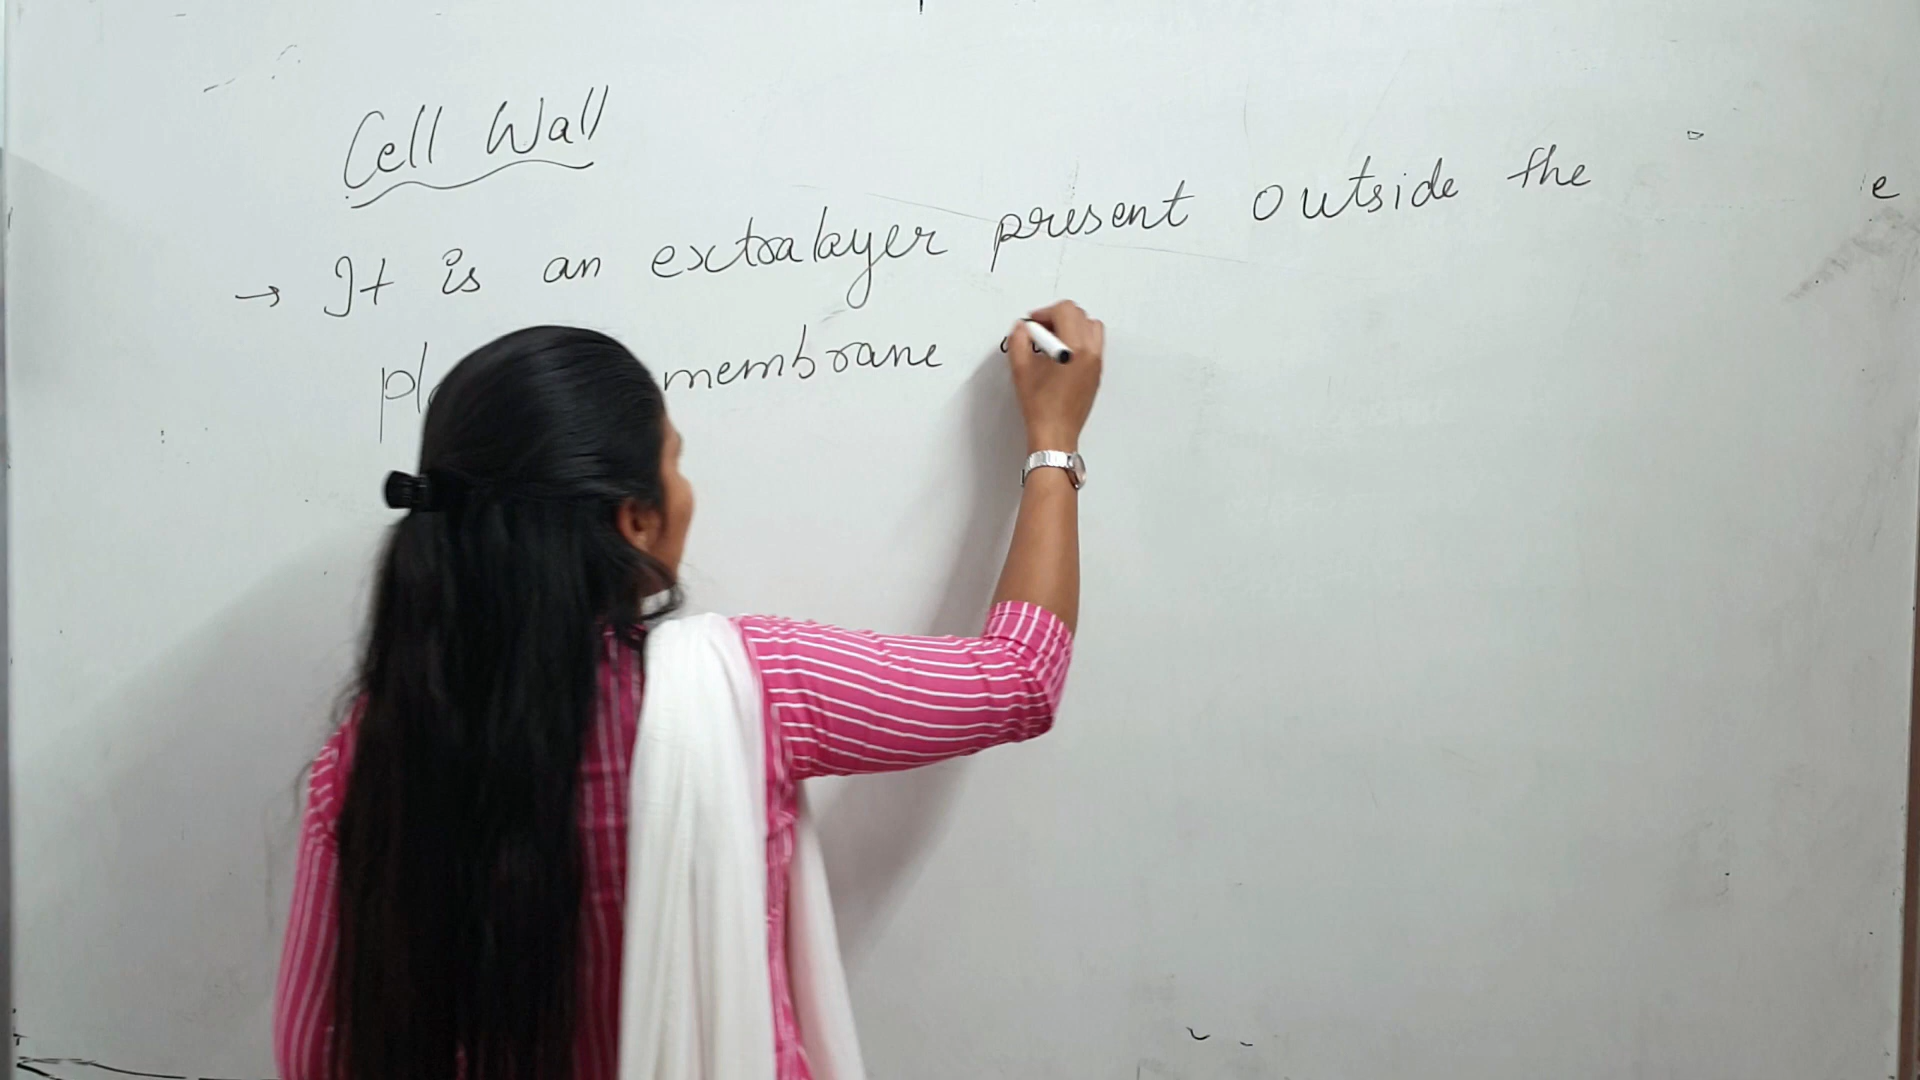 Cell Wall
→ It is an extra layer present outside the
membrane